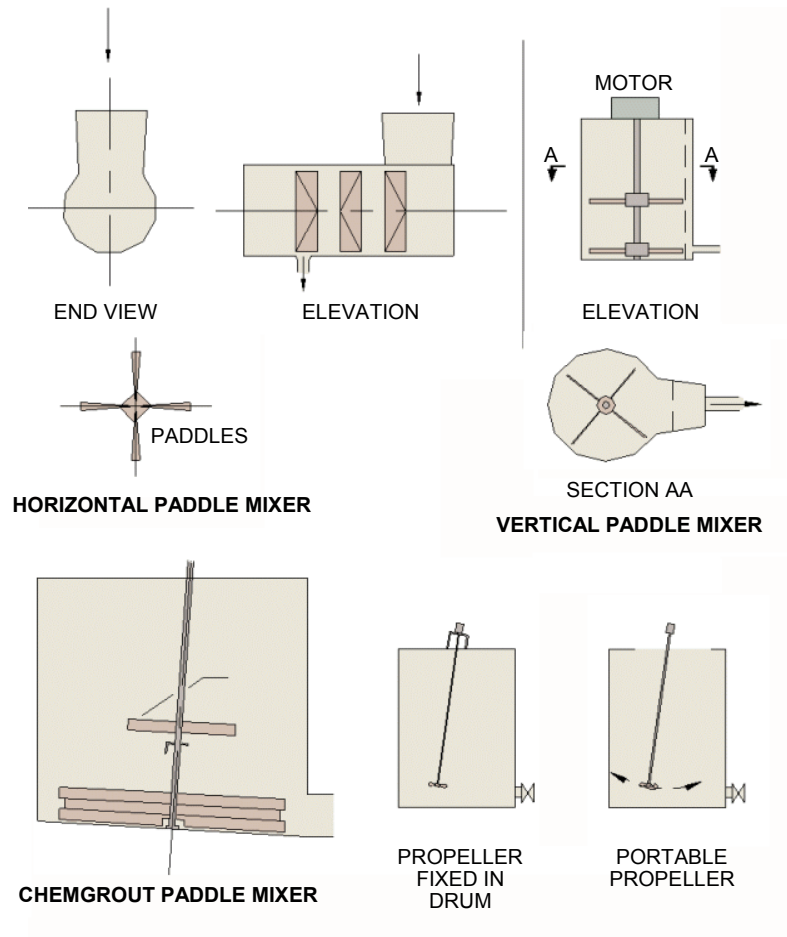 MOTOR
A A
END VIEW
ELEVATION
ELEVATION
PADDLES
HORIZONTAL PADDLE MIXER
SECTION AA
VERTICAL PADDLE MIXER
CHEMGROUT PADDLE MIXER
PROPELLER
FIXED IN
DRUM
PORTABLE
PROPELLER